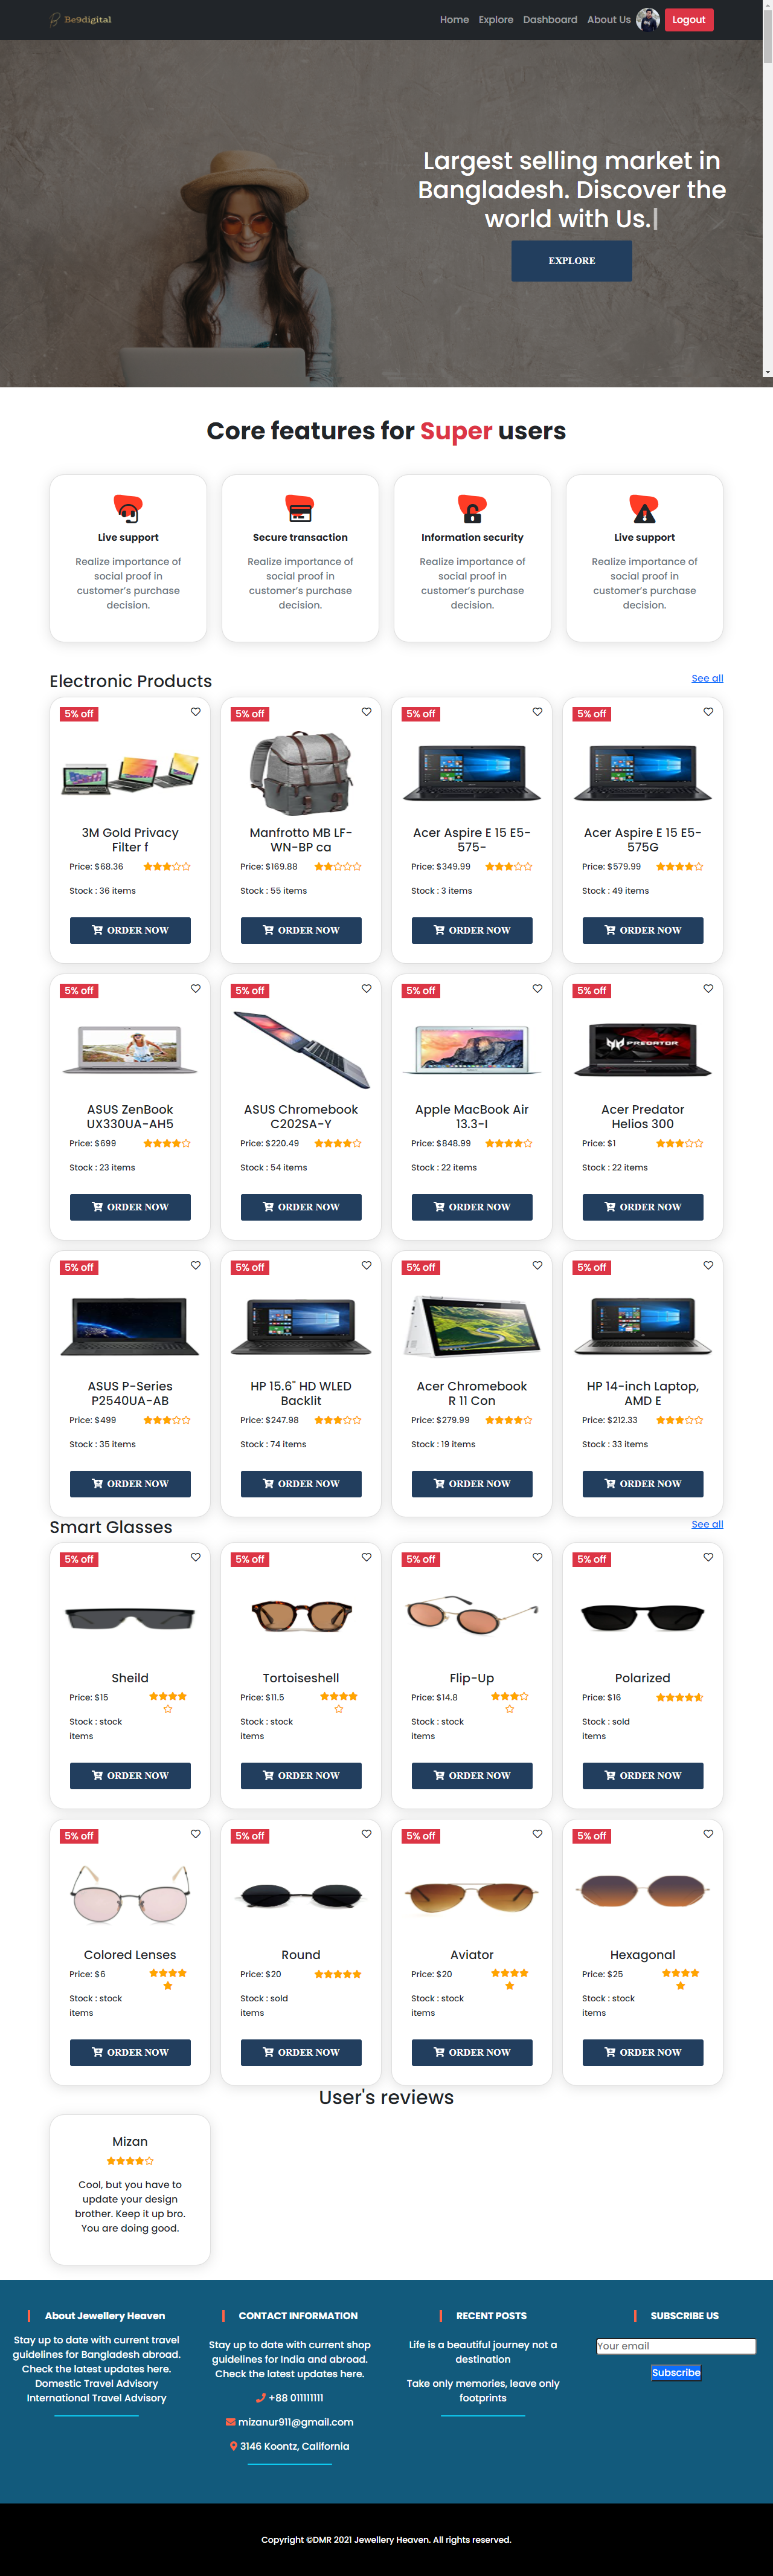 Be9digital
Home Explore Dashboard About Us Logout
Largest selling market in
Bangladesh. Discover the
world with Us.|
EXPLORE
Core features for Super users
Live support
Realize importance of
social proof in
customer's purchase
decision.
Secure transaction
Realize importance of
social proof in
customer's purchase
decision.
Information security
Realize importance of
social proof in
customer's purchase
decision.
Live support
Realize importance of
social proof in
customer's purchase
decision.
Electronic Products
See all
5% off
3M Gold Privacy
Filter f
Price: $68.36
Stock : 36 items
ORDER NOW
5% off
Manfrotto MB LF-
WN-BP ca
Price: $169.88
Stock : 55 items
ORDER NOW
5% off
Acer Aspire E 15 E5-
575-
Price: $349.99
Stock : 3 items
ORDER NOW
5% off
Acer Aspire E 15 E5-
575G
Price: $579.99
Stock : 49 items
ORDER NOW
5% off
ASUS ZenBook
UX330UA-AH5
Price: $699
Stock : 23 items
ORDER NOW
5% off
ASUS Chromebook
C202SA-Y
Price: $220.49
Stock : 54 items
ORDER NOW
5% off
Apple MacBook Air
13.3-I
Price: $848.99
Stock : 22 items
ORDER NOW
5% off
PREDATOR
Acer Predator
Helios 300
Price: $1
Stock : 22 items
ORDER NOW
5% off
ASUS P-Series
P2540UA-AB
Price: $499
Stock : 35 items
ORDER NOW
5% off
HP 15.6" HD WLED
Backlit
Price: $247.98
Stock : 74 items
ORDER NOW
5% off
Acer Chromebook
R 11 Con
Price: $279.99
Stock : 19 items
ORDER NOW
5% off
HP 14-inch Laptop,
AMD E
Price: $212.33
Stock : 33 items
ORDER NOW
Smart Glasses
See all
5% off
Sheild
Price: $15
Stock : stock
items
ORDER NOW
5% off
Tortoiseshell
Price: $11.5
Stock : stock
items
ORDER NOW
5% off
Flip-Up
Price: $14.8
Stock : stock
items
ORDER NOW
5% off
Polarized
Price: $16
Stock : sold
items
ORDER NOW
5% off
Colored Lenses
Price: $6
Stock : stock
items
ORDER NOW
5% off
Round
Price: $20
Stock : sold
items
ORDER NOW
5% off
Aviator
Price: $20
Stock : stock
items
ORDER NOW
5% off
Hexagonal
Price: $25
Stock : stock
items
ORDER NOW
User's reviews
Mizan
Cool, but you have to
update your design
brother. Keep it up bro.
You are doing good.
About Jewellery Heaven
Stay up to date with current travel
guidelines for Bangladesh abroad.
Check the latest updates here.
Domestic Travel Advisory
International Travel Advisory
CONTACT INFORMATION
Stay up to date with current shop
guidelines for India and abroad.
Check the latest updates here.
+88 011111111
mizanur911@gmail.com
3146 Koontz, California
RECENT POSTS
Life is a beautiful journey not a
destination
Take only memories, leave only
footprints
SUBSCRIBE US
Your email
Subscribe
Copyright ©DMR 2021 Jewellery Heaven. All rights reserved.